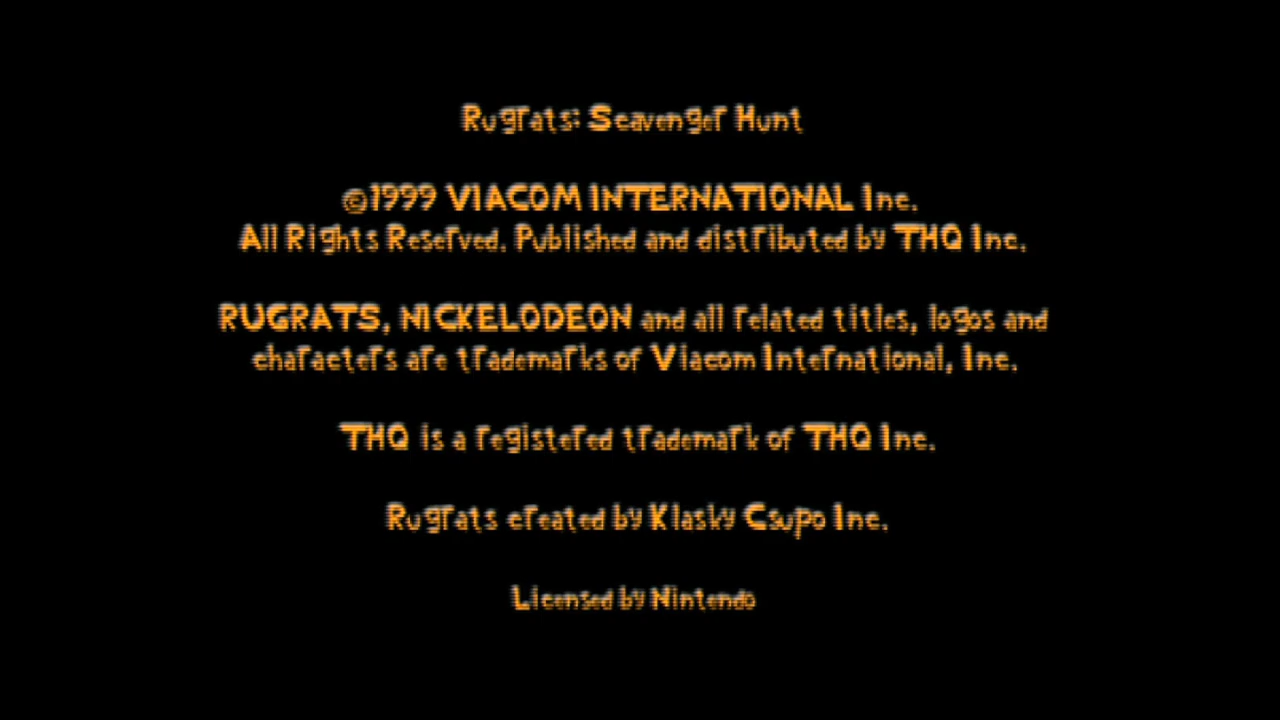 Rugrats: Scavenger Hunt
©1999 VIACOM INTERNATIONAL Inc.
All Rights Reserved. Published and distributed by THQ Inc.
RUGRATS, NICKELODEON and all related titles, logos and
characters are trademarks of Viacom International, Inc.
THQ is a registered trademark of THQ Inc.
Rugrats created by Klasky Csupo Inc.
Licensed by Nintendo